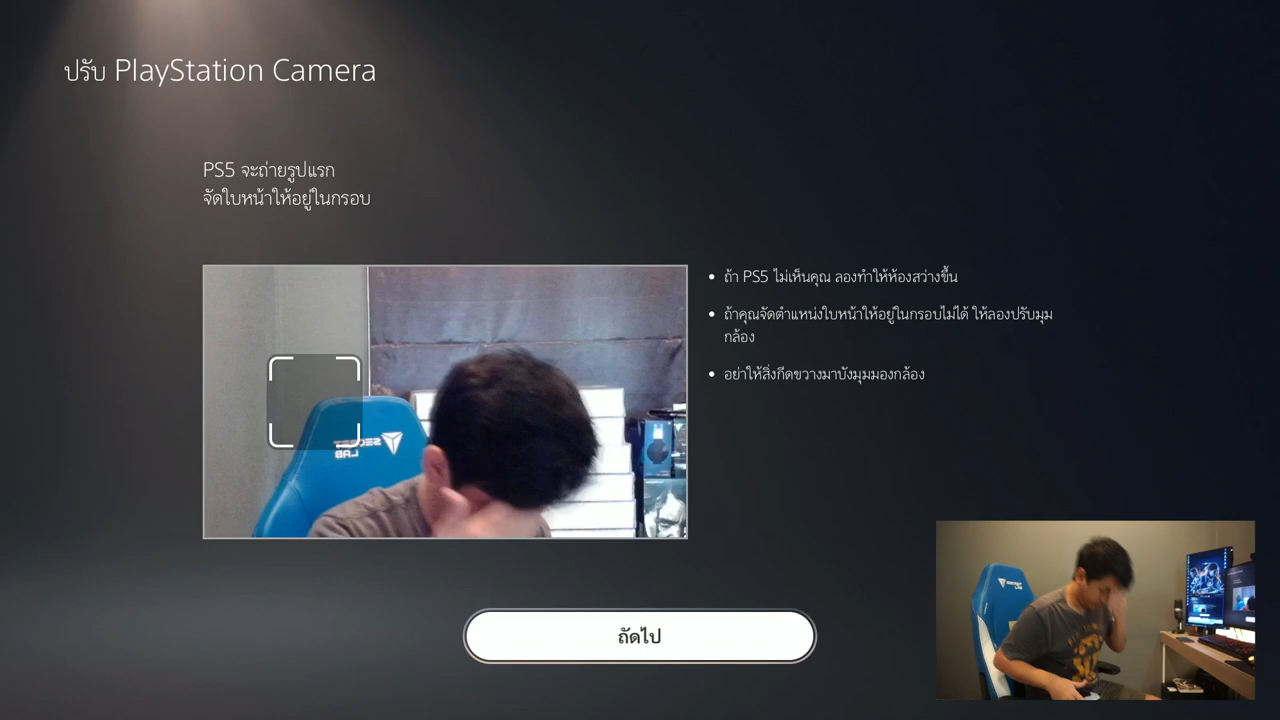 ปรับ PlayStation Camera
PS5 จะถ่ายรูปแรก
จัดใบหน้าให้อยู่ในกรอบ
ถ้า PS5 ไม่เห็นคุณ ลองทำให้ห้องสว่างขึ้น
ถ้าคุณจัดตำแหน่งใบหน้าให้อยู่ในกรอบไม่ได้ ให้ลองปรับมุม
กล้อง
อย่าให้สิ่งกีดขวางมาบังมุมมองกล้อง
SECRET
LAB
ถัดไป